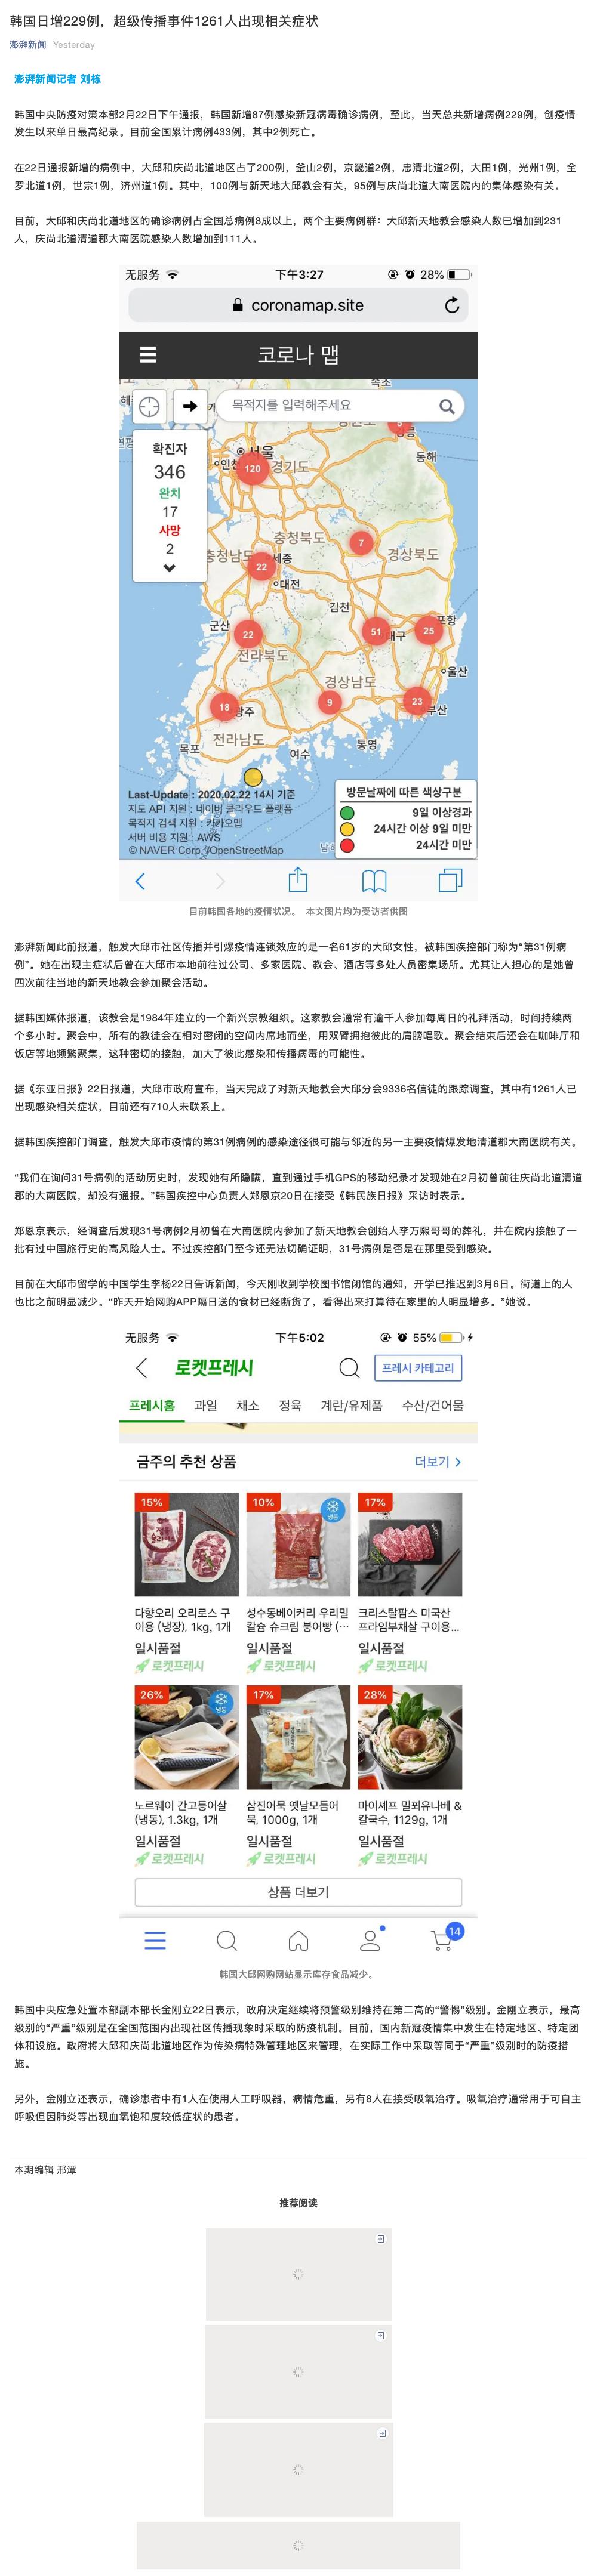 韩国日增229例，超级传播事件1261人出现相关症状
澎湃新闻 Yesterday
澎湃新闻记者 刘栋
韩国中央防疫对策本部2月22日下午通报，韩国新增87例感染新冠病毒确诊病例，至此，当天总共新增病例229例，创疫情
发生以来单日最高纪录。目前全国累计病例433例，其中2例死亡。
在22日通报新增的病例中，大邱和庆尚北道地区占了200例，釜山2例，京畿道2例，忠清北道2例，大田1例，光州1例，全
罗北道1例，世宗1例，济州道1例。其中，100例与新天地大邱教会有关，95例与庆尚北道大南医院内的集体感染有关。
目前，大邱和庆尚北道地区的确诊病例占全国总病例8成以上，两个主要病例群：大邱新天地教会感染人数已增加到231
人，庆尚北道清道郡大南医院感染人数增加到111人。
无服务 下午3:27 28%
coronamap.site
코로나 맵
속초
목적지를 입력해주세요
강릉
동해
확진자
346
완치
17
사망
2
서울
인천
120
경기도
충청북도
7
경상북도
충청남도
세종
22
대전
김천
군산
22
전라북도
51
대구
25
포항
울산
경상남도
18
광주
9
23
부산
목포
전라남도
여수
통영
Last-Update : 2020.02.22 14시 기준
지도 API 지원 : 네이버 클라우드 플랫폼
목적지 검색 지원 : 카카오맵
서버 비용 지원 : AWS
© NAVER Corp. /OpenStreetMap
방문날짜에 따른 색상구분
9일 이상경과
24시간 이상 9일 미만
24시간 미만
目前韩国各地的疫情状况。 本文图片均为受访者供图
澎湃新闻此前报道，触发大邱市社区传播并引爆疫情连锁效应的是一名61岁的大邱女性，被韩国疾控部门称为“第31例病
例”。她在出现主症状后曾在大邱市本地前往过公司、多家医院、教会、酒店等多处人员密集场所。尤其让人担心的是她曾
四次前往当地的新天地教会参加聚会活动。
据韩国媒体报道，该教会是1984年建立的一个新兴宗教组织。这家教会通常有逾千人参加每周日的礼拜活动，时间持续两
个多小时。聚会中，所有的教徒会在相对密闭的空间内席地而坐，用双臂拥抱彼此的肩膀唱歌。聚会结束后还会在咖啡厅和
饭店等地频繁聚集，这种密切的接触，加大了彼此感染和传播病毒的可能性。
据《东亚日报》22日报道，大邱市政府宣布，当天完成了对新天地教会大邱分会9336名信徒的跟踪调查，其中有1261人已
出现感染相关症状，目前还有710人未联系上。
据韩国疾控部门调查，触发大邱市疫情的第31例病例的感染途径很可能与邻近的另一主要疫情爆发地清道郡大南医院有关。
“我们在询问31号病例的活动历史时，发现她有所隐瞒，直到通过手机GPS的移动纪录才发现她在2月初曾前往庆尚北道清道
郡的大南医院，却没有通报。”韩国疾控中心负责人郑恩京20日在接受《韩民族日报》采访时表示。
郑恩京表示，经调查后发现31号病例2月初曾在大南医院内参加了新天地教会创始人李万熙哥哥的葬礼，并在院内接触了一
批有过中国旅行史的高风险人士。不过疾控部门至今还无法切确证明，31号病例是否是在那里受到感染。
目前在大邱市留学的中国学生李杨22日告诉新闻，今天刚收到学校图书馆闭馆的通知，开学已推迟到3月6日。街道上的人
也比之前明显减少。“昨天开始网购APP隔日送的食材已经断货了，看得出来打算待在家里的人明显增多。”她说。
无服务 下午5:02 55%
로켓프레시 프레시 카테고리
프레시홈 과일 채소 정육 계란/유제품 수산/건어물
금주의 추천 상품 더보기
15% 10% 냉동 17%
다향오리 오리로스 구 성수동베이커리 우리밀 크리스탈팜스 미국산
이용 (냉장), 1kg, 1개 칼슘 슈크림 붕어빵 (… 프라임부채살 구이용...
일시품절 일시품절 일시품절
로켓프레시 로켓프레시 로켓프레시
26% 냉동 17% 28%
노르웨이 간고등어살 삼진어묵 옛날모듬어 마이셰프 밀푀유나베 &
(냉동), 1.3kg, 1개 묵, 1000g, 1개 칼국수, 1129g, 1개
일시품절 일시품절 일시품절
로켓프레시 로켓프레시 로켓프레시
상품 더보기
14
韩国大邱网购网站显示库存食品减少。
韩国中央应急处置本部副本部长金刚立22日表示，政府决定继续将预警级别维持在第二高的“警惕”级别。金刚立表示，最高
级别的“严重”级别是在全国范围内出现社区传播现象时采取的防疫机制。目前，国内新冠疫情集中发生在特定地区、特定团
体和设施。政府将大邱和庆尚北道地区作为传染病特殊管理地区来管理，在实际工作中采取等同于“严重”级别时的防疫措
施。
另外，金刚立还表示，确诊患者中有1人在使用人工呼吸器，病情危重，另有8人在接受吸氧治疗。吸氧治疗通常用于可自主
呼吸但因肺炎等出现血氧饱和度较低症状的患者。
本期编辑 邢潭
推荐阅读